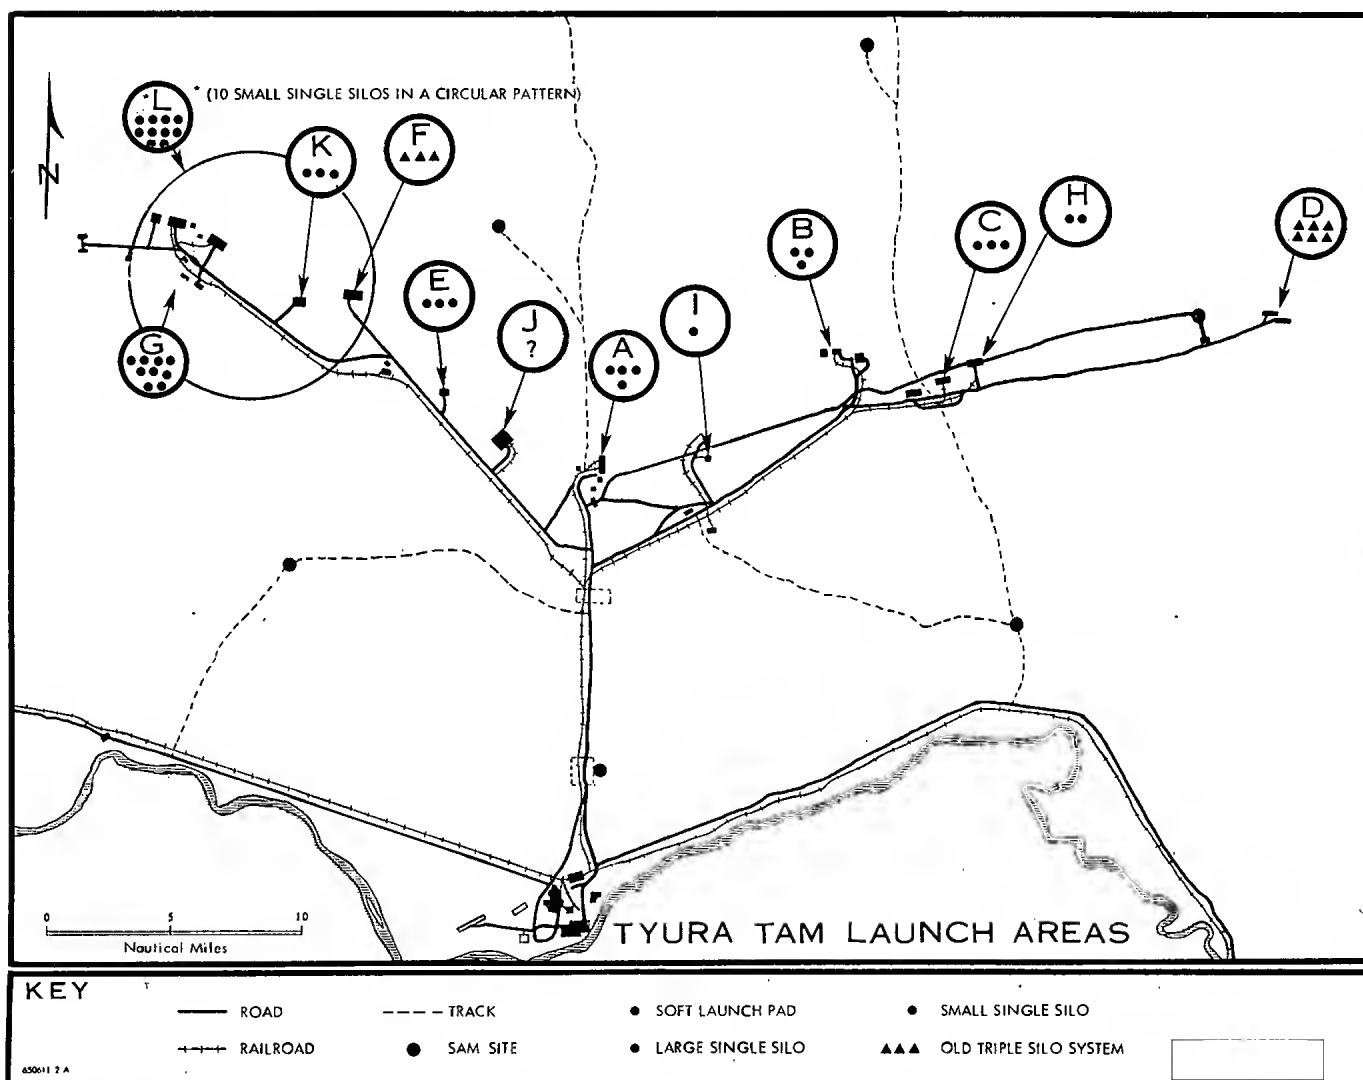 * (10 SMALL SINGLE SILOS IN A CIRCULAR PATTERN)
*L
K
F
N
E
G
J
?
A
I
B
C
H
D
0 5 10
Nautical Miles
TYURA TAM LAUNCH AREAS
KEY
ROAD
TRACK
SOFT LAUNCH PAD
SMALL SINGLE SILO
RAILROAD
SAM SITE
LARGE SINGLE SILO
OLD TRIPLE SILO SYSTEM
650611 2 A